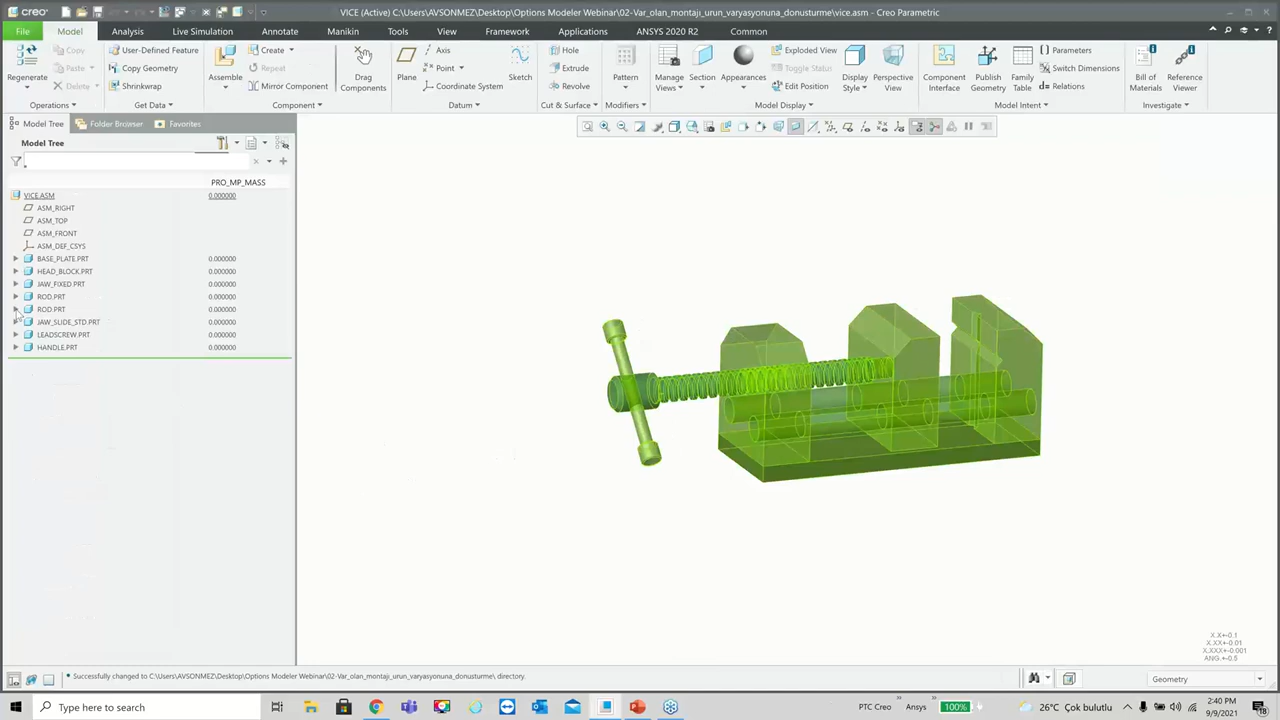 creo
VICE (Active) C:\Users\AVSONMEZ\Desktop\Options Modeler Webinar\02-Var_olan_montajı_urun_varyasyonuna_donusturme\vice.asm - Creo Parametric
File Model Analysis Live Simulation Annotate Manikin Tools View Framework Applications ANSYS 2020 R2 Common
Regenerate
Copy
Paste
Delete
Operations
User-Defined Feature
Copy Geometry
Shrinkwrap
Get Data
Assemble
Create
Repeat
Mirror Component
Drag Components
Component
Plane
Axis
Point
Coordinate System
Sketch
Datum
Hole
Extrude
Revolve
Cut & Surface
Pattern
Modifiers
Manage Views
Section
Appearances
Exploded View
Toggle Status
Edit Position
Display Style
Perspective View
Model Display
Component Interface
Publish Geometry
Family Table
Parameters
Switch Dimensions
Relations
Model Intent
Bill of Materials
Reference Viewer
Investigate
Model Tree Folder Browser Favorites
Model Tree
PRO_MP_MASS
VICE.ASM 0.000000
ASM_RIGHT
ASM_TOP
ASM_FRONT
ASM_DEF_CSYS
BASE_PLATE.PRT 0.000000
HEAD_BLOCK.PRT 0.000000
JAW_FIXED.PRT 0.000000
ROD.PRT 0.000000
ROD.PRT 0.000000
JAW_SLIDE_STD.PRT 0.000000
LEADSCREW.PRT 0.000000
HANDLE.PRT 0.000000
X.X+-0.1
X.XX+-0.01
X.XXX+-0.001
ANG.+-0.5
• Successfully changed to C:\Users\AVSONMEZ\Desktop\Options Modeler Webinar\02-Var_olan_montajı_urun_varyasyonuna_donusturme\ directory.
Geometry
Type here to search
PTC Creo
Ansys
100%
26°C Çok bulutlu
2:40 PM
9/9/2021
18